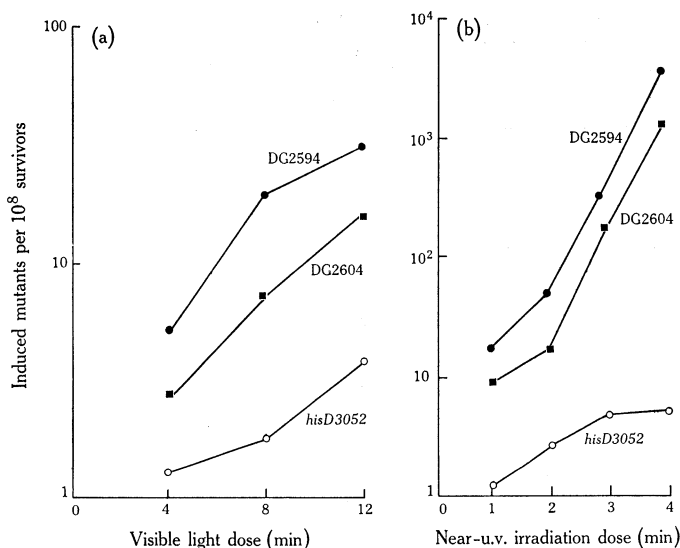 (a)
100
10
1
Induced mutants per 10⁸ survivors
DG2594
DG2604
hisD3052
0 4 8 12
Visible light dose (min)
(b)
10⁴
10³
10²
10
1
DG2594
DG2604
hisD3052
0 1 2 3 4
Near-u.v. irradiation dose (min)